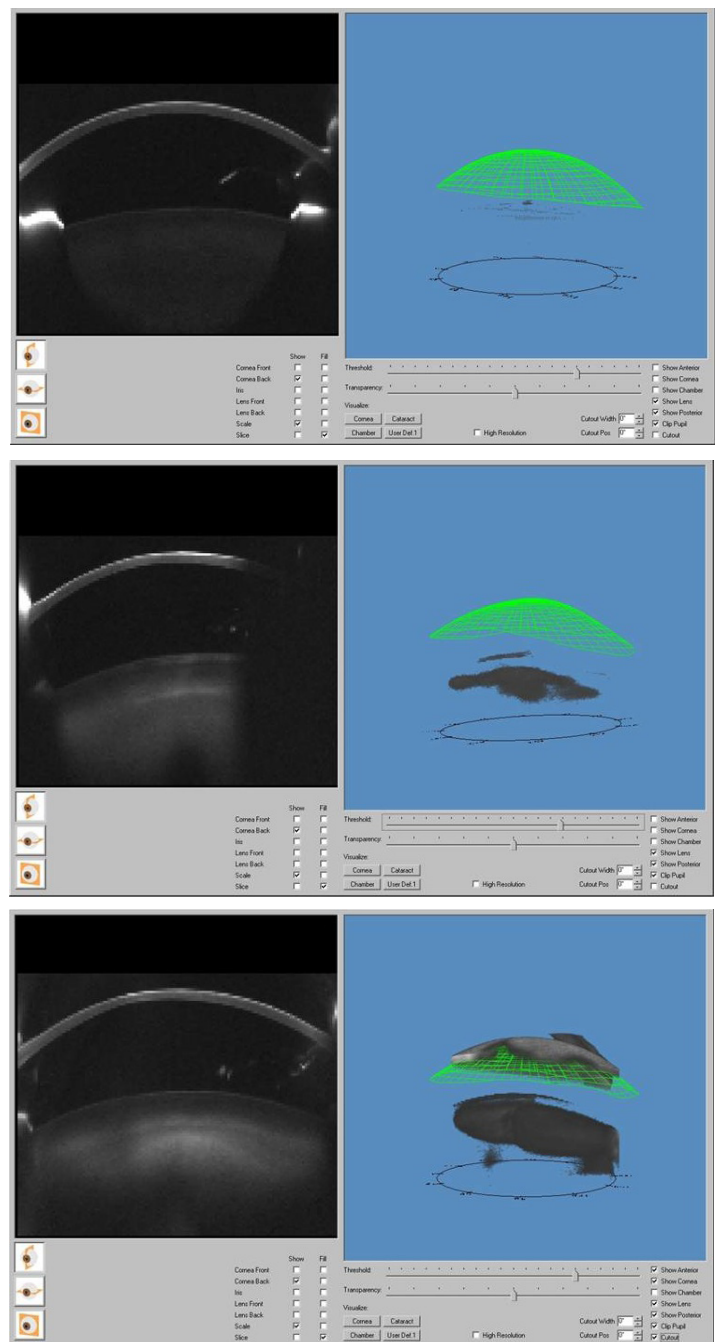 Show Fill
Cornea Front
Cornea Back
Iris
Lens Front
Lens Back
Scale
Slice
Threshold:
Transparency:
Visualize:
Cornea Cataract
Chamber User Def.1
High Resolution
Cutout Width 0°
Cutout Pos 0°
Show Anterior
Show Cornea
Show Chamber
Show Lens
Show Posterior
Clip Pupil
Cutout
Show Fill
Cornea Front
Cornea Back
Iris
Lens Front
Lens Back
Scale
Slice
Threshold:
Transparency:
Visualize:
Cornea Cataract
Chamber User Def.1
High Resolution
Cutout Width 0°
Cutout Pos 0°
Show Anterior
Show Cornea
Show Chamber
Show Lens
Show Posterior
Clip Pupil
Cutout
Show Fill
Cornea Front
Cornea Back
Iris
Lens Front
Lens Back
Scale
Slice
Threshold:
Transparency:
Visualize:
Cornea Cataract
Chamber User Def.1
High Resolution
Cutout Width 0°
Cutout Pos 0°
Show Anterior
Show Cornea
Show Chamber
Show Lens
Show Posterior
Clip Pupil
Cutout